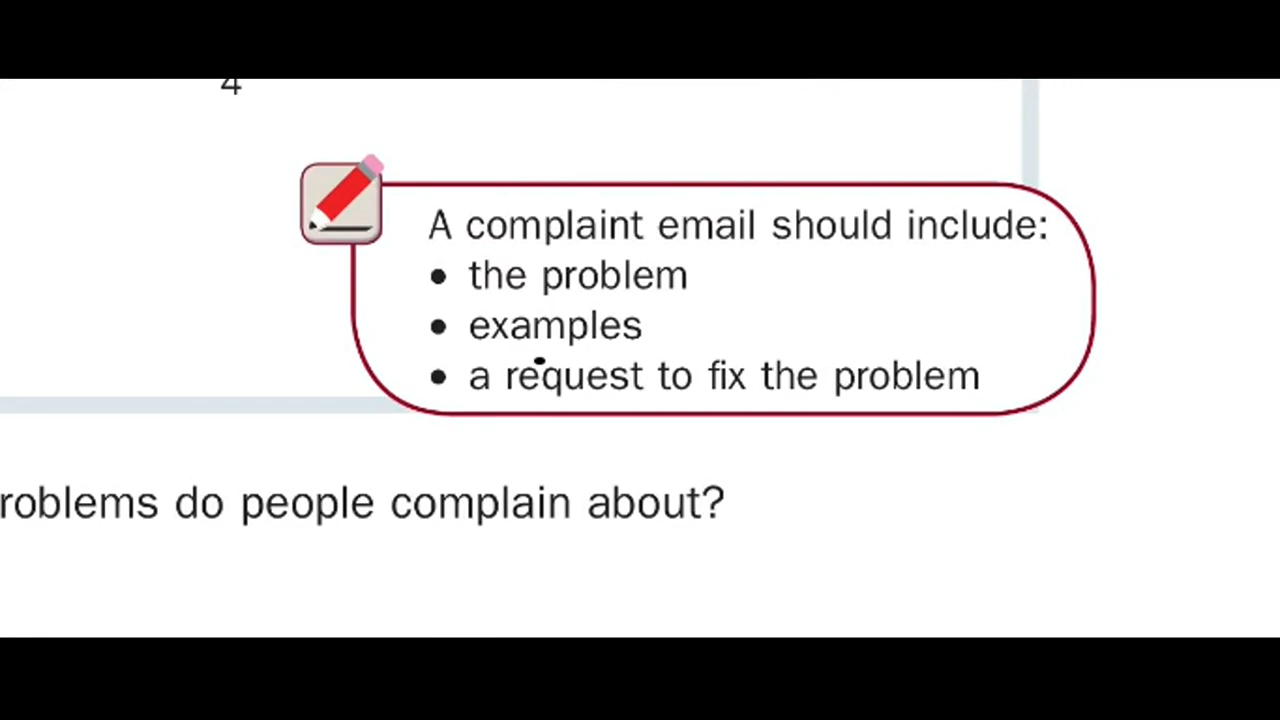 4
A complaint email should include:
• the problem
• examples
• a request to fix the problem
roblems do people complain about?